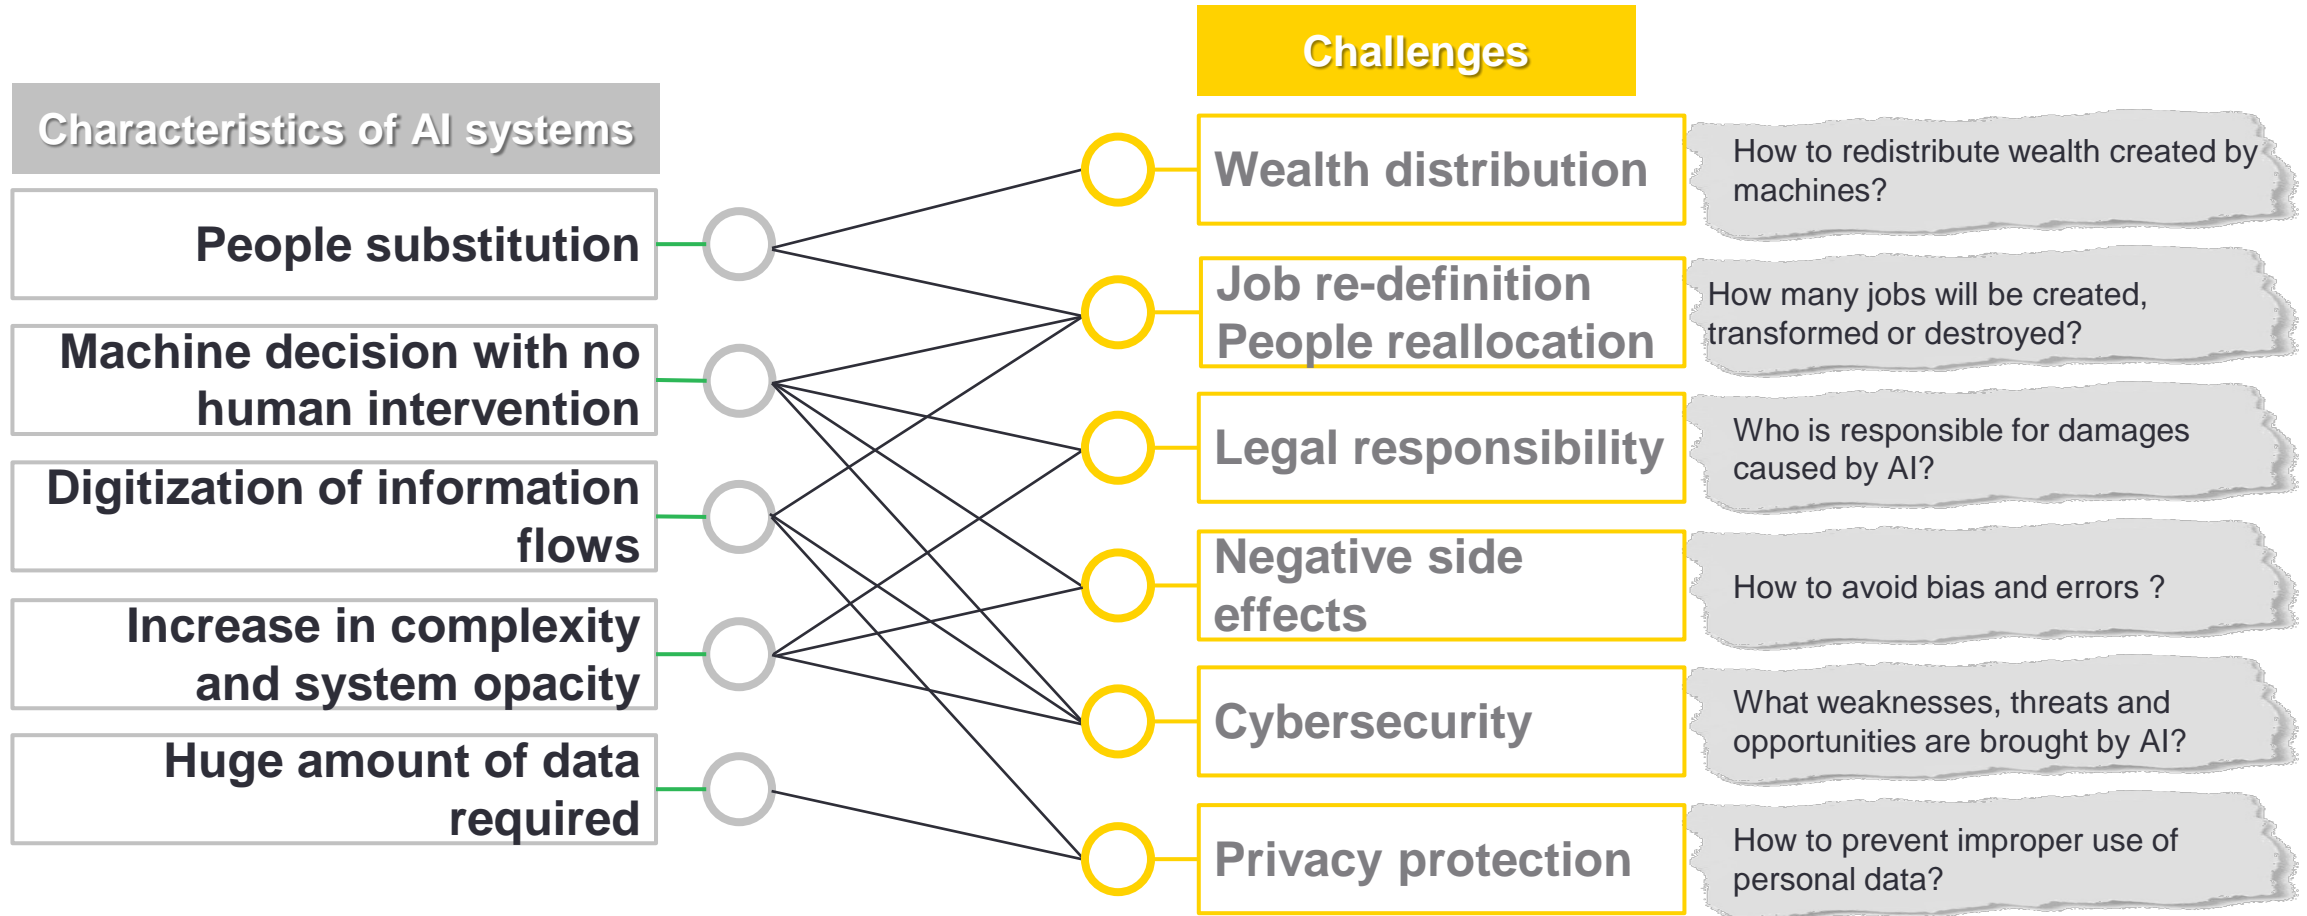 Challenges
Characteristics of AI systems
People substitution
Machine decision with no
human intervention
Digitization of information
flows
Increase in complexity
and system opacity
Huge amount of data
required
Wealth distribution
How to redistribute wealth created by
machines?
Job re-definition
People reallocation
How many jobs will be created,
transformed or destroyed?
Legal responsibility
Who is responsible for damages
caused by AI?
Negative side
effects
How to avoid bias and errors ?
Cybersecurity
What weaknesses, threats and
opportunities are brought by AI?
Privacy protection
How to prevent improper use of
personal data?